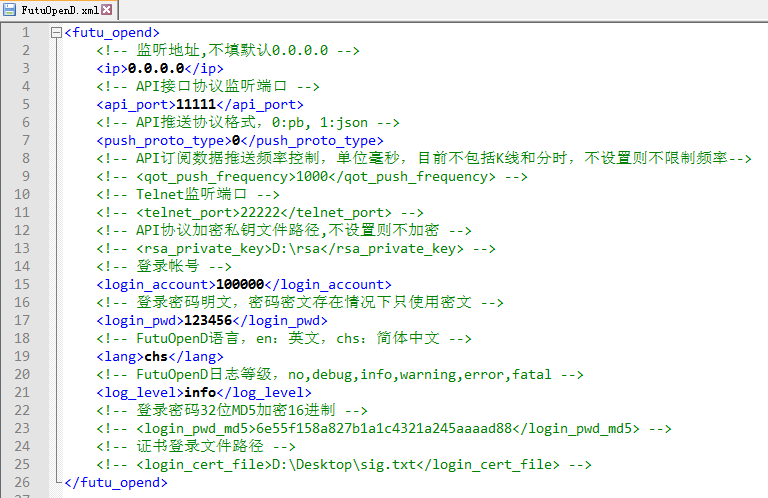 FutuOpenD.xml
1 <futu_opend>
2 <!-- 监听地址,不填默认0.0.0.0 -->
3 <ip>0.0.0.0</ip>
4 <!-- API接口协议监听端口 -->
5 <api_port>11111</api_port>
6 <!-- API推送协议格式，0:pb, 1:json -->
7 <push_proto_type>0</push_proto_type>
8 <!-- API订阅数据推送频率控制，单位毫秒，目前不包括K线和分时，不设置则不限制频率-->
9 <!-- <qot_push_frequency>1000</qot_push_frequency> -->
10 <!-- Telnet监听端口 -->
11 <!-- <telnet_port>22222</telnet_port> -->
12 <!-- API协议加密私钥文件路径,不设置则不加密 -->
13 <!-- <rsa_private_key>D:\rsa</rsa_private_key> -->
14 <!-- 登录帐号 -->
15 <login_account>100000</login_account>
16 <!-- 登录密码明文，密码密文存在情况下只使用密文 -->
17 <login_pwd>123456</login_pwd>
18 <!-- FutuOpenD语言，en：英文，chs：简体中文 -->
19 <lang>chs</lang>
20 <!-- FutuOpenD日志等级，no,debug,info,warning,error,fatal -->
21 <log_level>info</log_level>
22 <!-- 登录密码32位MD5加密16进制 -->
23 <!-- <login_pwd_md5>6e55f158a827b1a1c4321a245aaaad88</login_pwd_md5> -->
24 <!-- 证书登录文件路径 -->
25 <!-- <login_cert_file>D:\Desktop\sig.txt</login_cert_file> -->
26 </futu_opend>
27